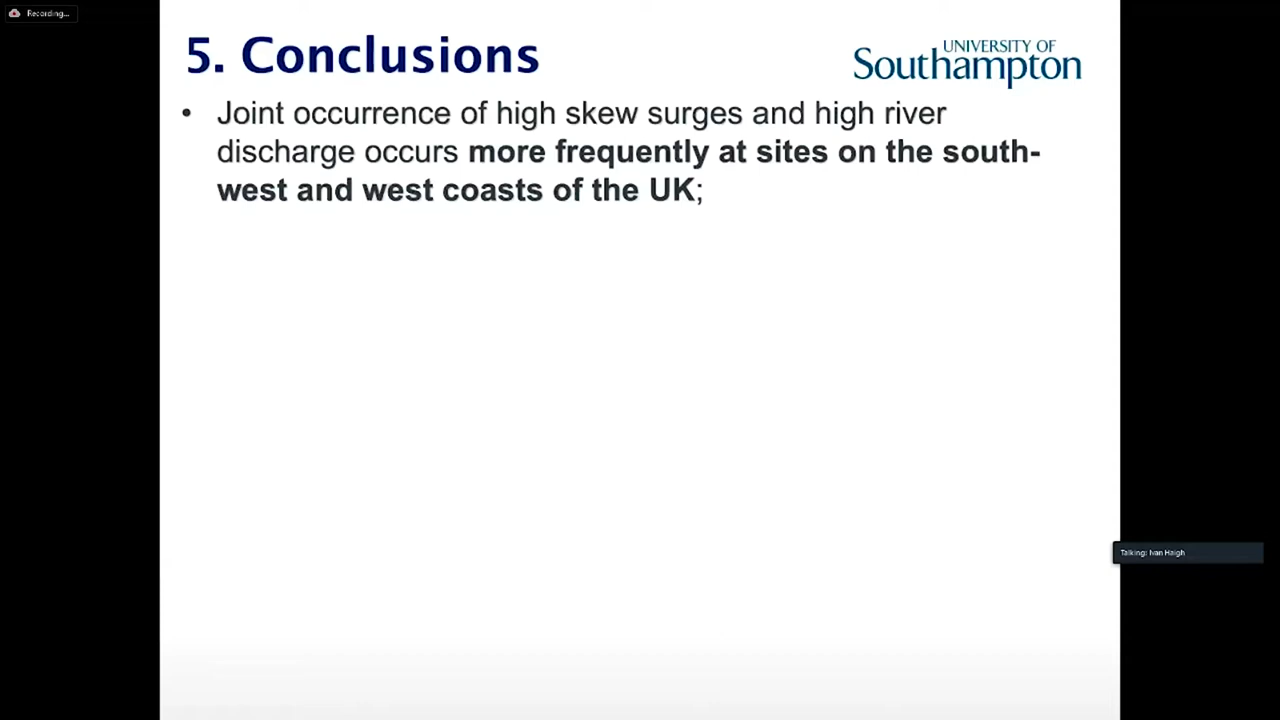 Recording...
5. Conclusions
UNIVERSITY OF
Southampton
• Joint occurrence of high skew surges and high river
discharge occurs more frequently at sites on the south-
west and west coasts of the UK;
Talking: Ivan Haigh